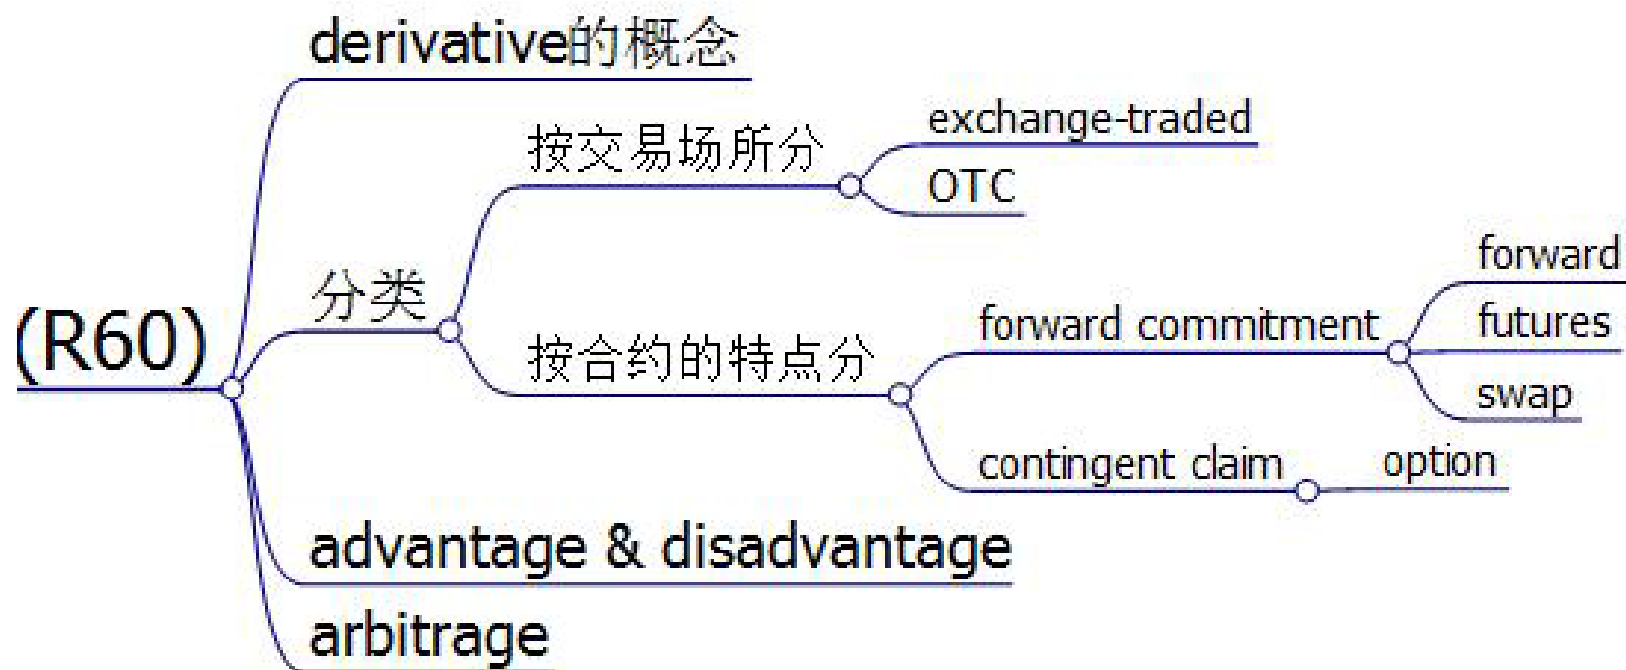 derivative的概念
exchange-traded
按交易场所分
OTC
forward
分类
(R60)
forward commitment
futures
按合约的特点分
swap
contingent claim
option
advantage & disadvantage
arbitrage